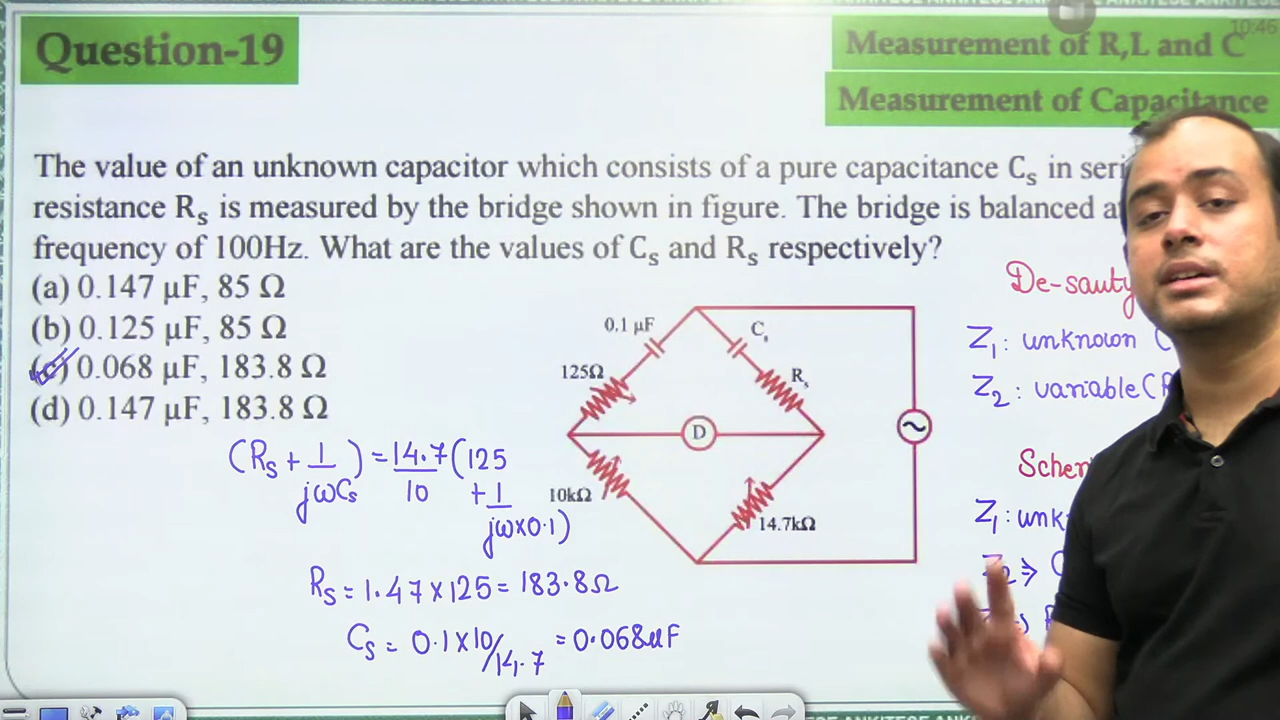 Question-19
Measurement of R,L and C
10:46
Measurement of Capacitance
The value of an unknown capacitor which consists of a pure capacitance Cₛ in
resistance Rₛ is measured by the bridge shown in figure. The bridge is balanced
frequency of 100Hz. What are the values of Cₛ and Rₛ respectively?
(a) 0.147 μF, 85 Ω
(b) 0.125 μF, 85 Ω
(c) 0.068 μF, 183.8 Ω
(d) 0.147 μF, 183.8 Ω
De-sauty
Z₁: unknown
Z₂: variable
0.1 μF
Cₛ
125Ω
Rₛ
D
10kΩ
14.7kΩ
(Rₛ + 1/jωCₛ) = 14.7/10 (125
+ 1/jω×0.1)
Rₛ = 1.47×125 = 183.8Ω
Cₛ = 0.1×10/14.7 = 0.068μF
Z₁:
Z₂ ⇒